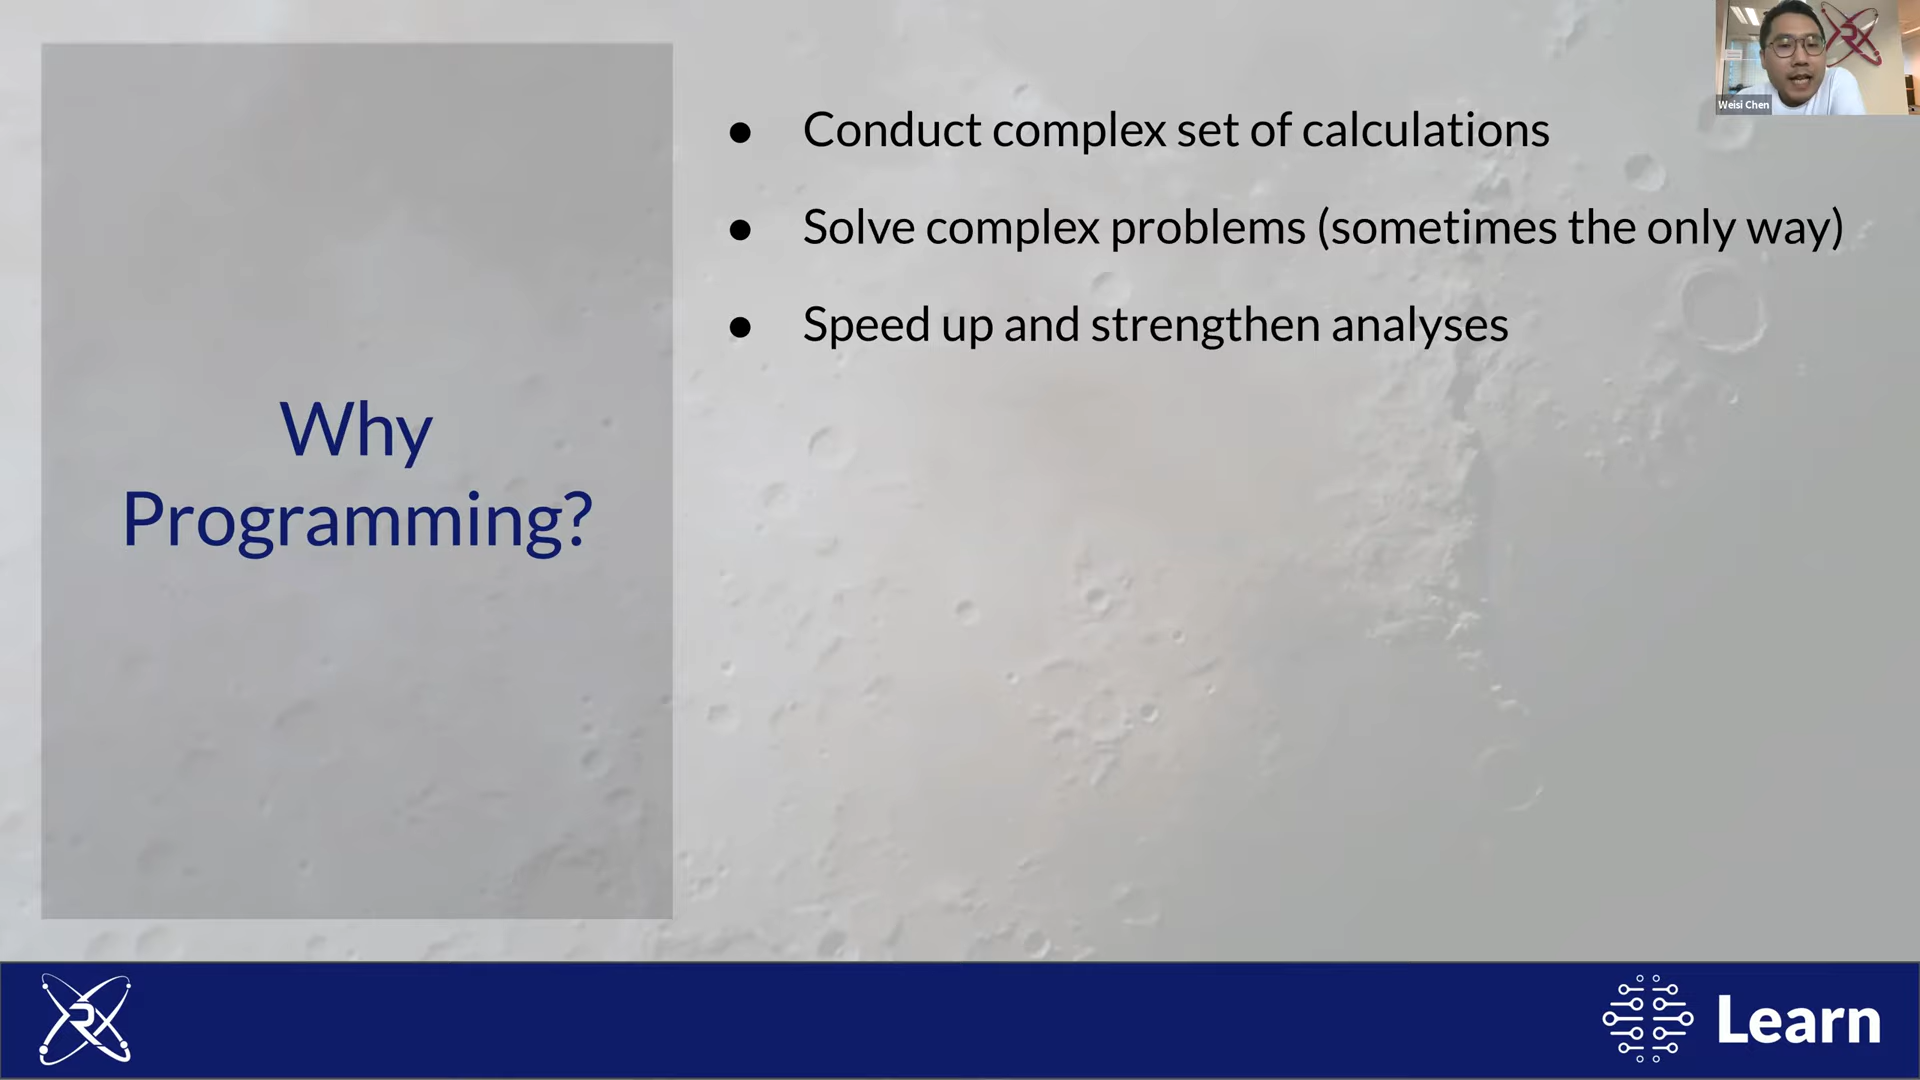 Why
Programming?
● Conduct complex set of calculations
● Solve complex problems (sometimes the only way)
● Speed up and strengthen analyses
Weisi Chen
Learn